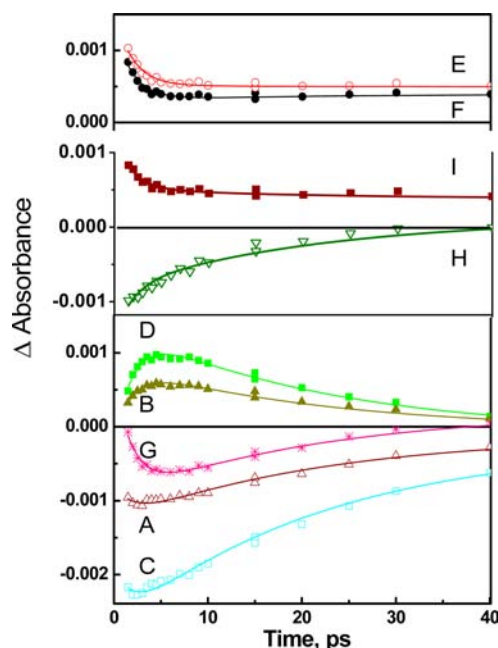 0.001
E
F
0.000
0.001
I
0.000
H
-0.001
Δ Absorbance
D
0.001
B
0.000
G
-0.001
A
C
-0.002
0 10 20 30 40
Time, ps